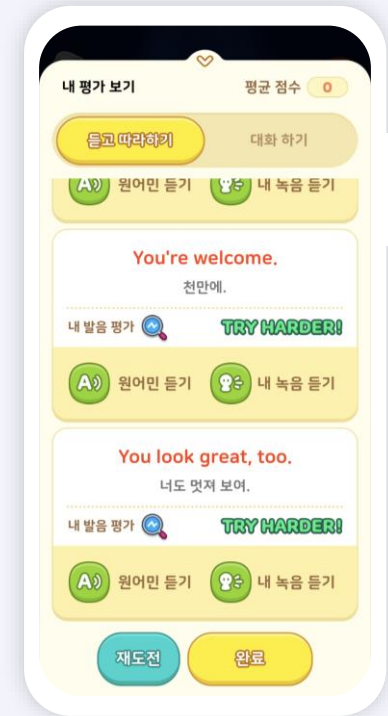 내 평가 보기 평균 점수 0
듣고 따라하기 대화 하기
A 원어민 듣기 내 녹음 듣기
You're welcome.
천만에.
내 발음 평가 TRY HARDER!
A 원어민 듣기 내 녹음 듣기
You look great, too.
너도 멋져 보여.
내 발음 평가 TRY HARDER!
A 원어민 듣기 내 녹음 듣기
재도전 완료